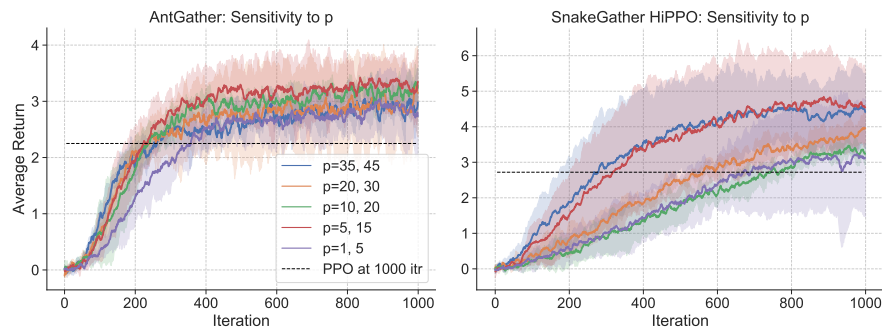 AntGather: Sensitivity to p
Average Return
4
3
2
1
0
0 200 400 600 800 1000
Iteration
p=35, 45
p=20, 30
p=10, 20
p=5, 15
p=1, 5
PPO at 1000 itr
SnakeGather HiPPO: Sensitivity to p
6
5
4
3
2
1
0
0 200 400 600 800 1000
Iteration